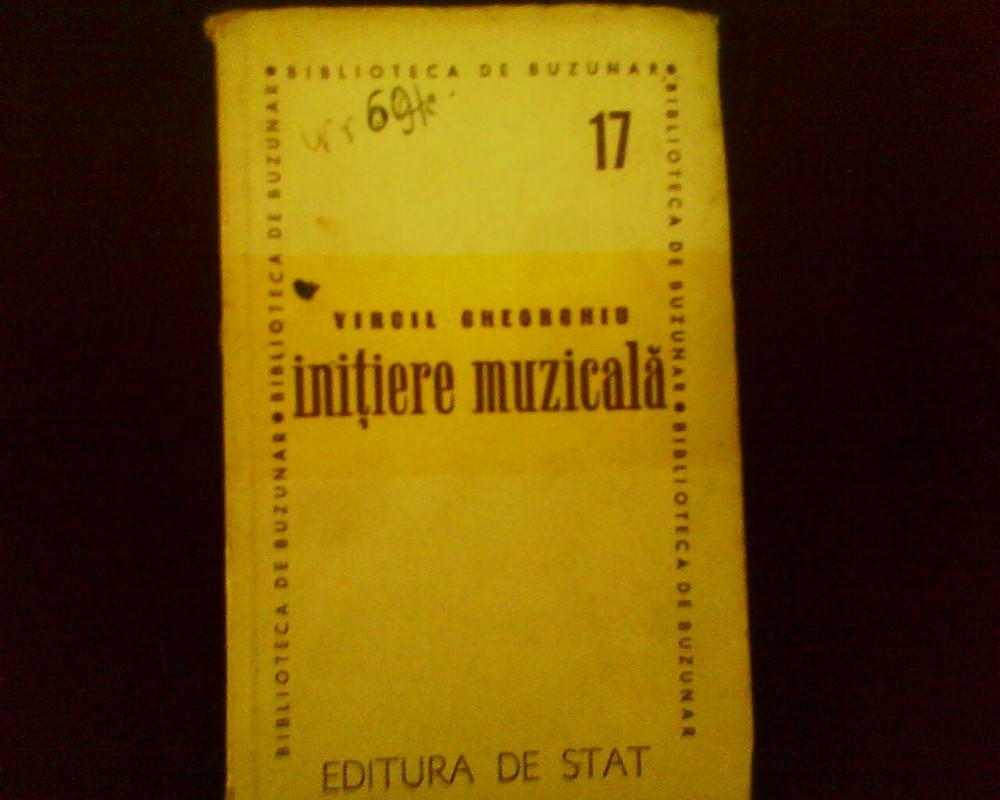 BIBLIOTECA DE BUZUNAR
69
17
VIRGIL GHEORGHIU
inițiere muzicală
EDITURA DE STAT
BIBLIOTECA DE BUZUNAR • BIBLIOTECA DE BUZUNAR
BIBLIOTECA DE BUZUNAR • BIBLIOTECA DE BUZUNAR